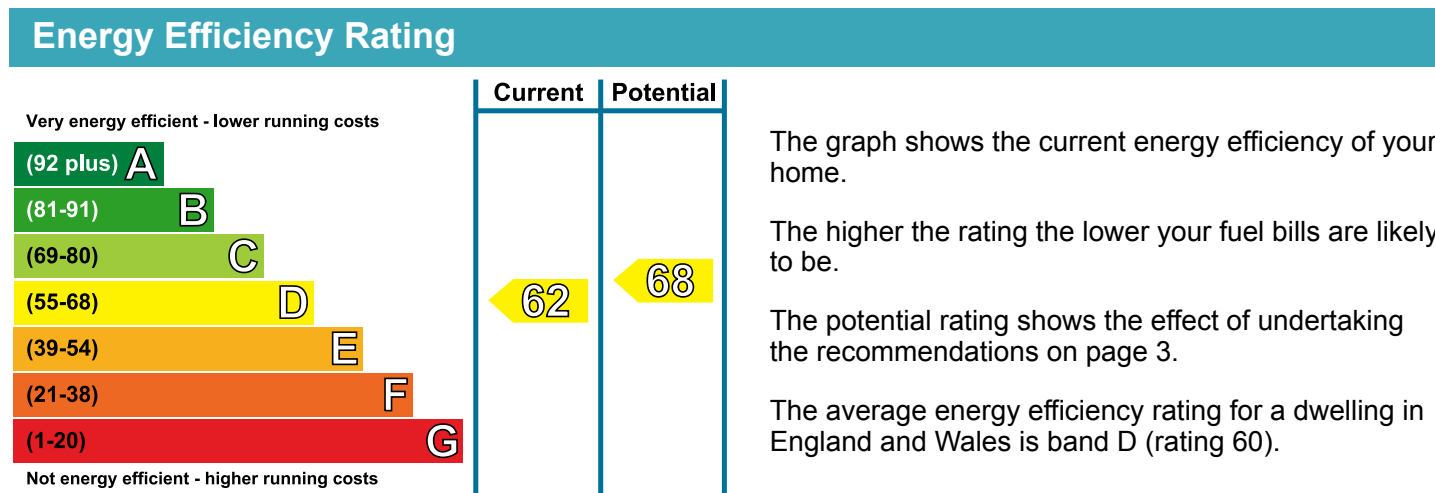 Energy Efficiency Rating
Current Potential
Very energy efficient - lower running costs
(92 plus) A
(81-91) B
(69-80) C
(55-68) D
(39-54) E
(21-38) F
(1-20) G
Not energy efficient - higher running costs
62
68
The graph shows the current energy efficiency of your
home.
The higher the rating the lower your fuel bills are likely
to be.
The potential rating shows the effect of undertaking
the recommendations on page 3.
The average energy efficiency rating for a dwelling in
England and Wales is band D (rating 60).